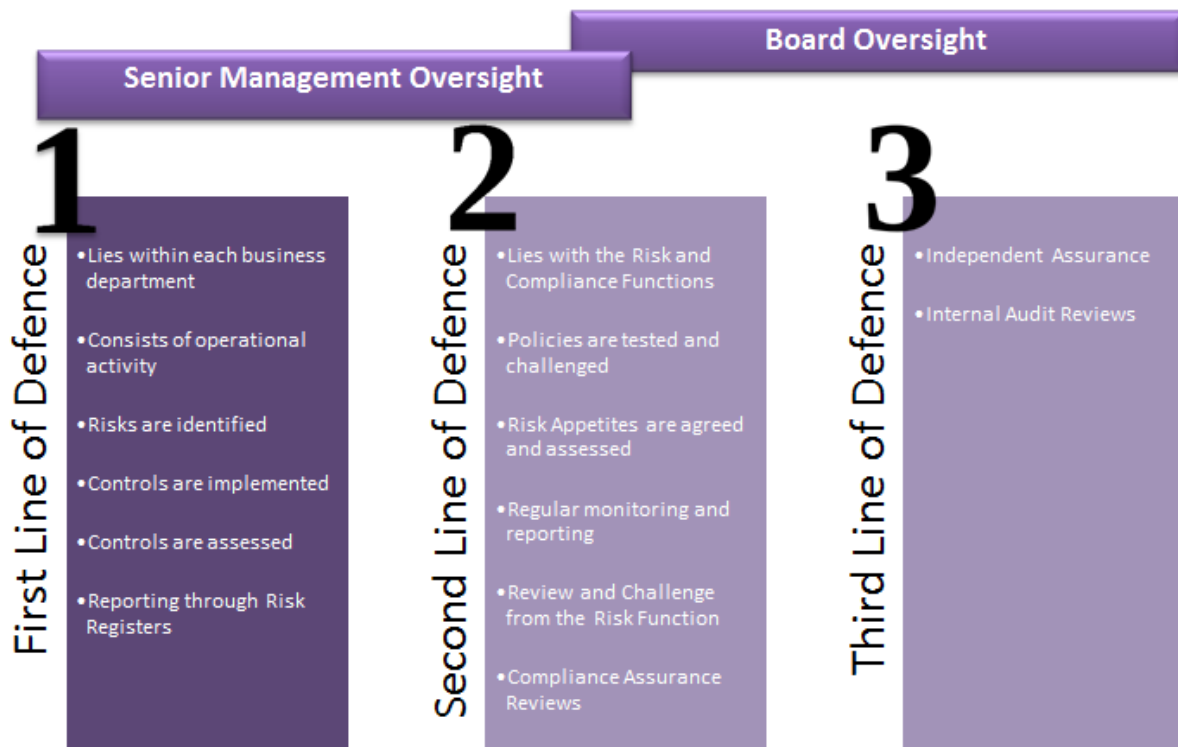 Board Oversight
Senior Management Oversight
1
First Line of Defence
•Lies within each business
department
•Consists of operational
activity
•Risks are identified
•Controls are implemented
•Controls are assessed
•Reporting through Risk
Registers
2
Second Line of Defence
•Lies with the Risk and
Compliance Functions
•Policies are tested and
challenged
•Risk Appetites are agreed
and assessed
•Regular monitoring and
reporting
•Review and Challenge
from the Risk Function
•Compliance Assurance
Reviews
3
Third Line of Defence
•Independent Assurance
•Internal Audit Reviews